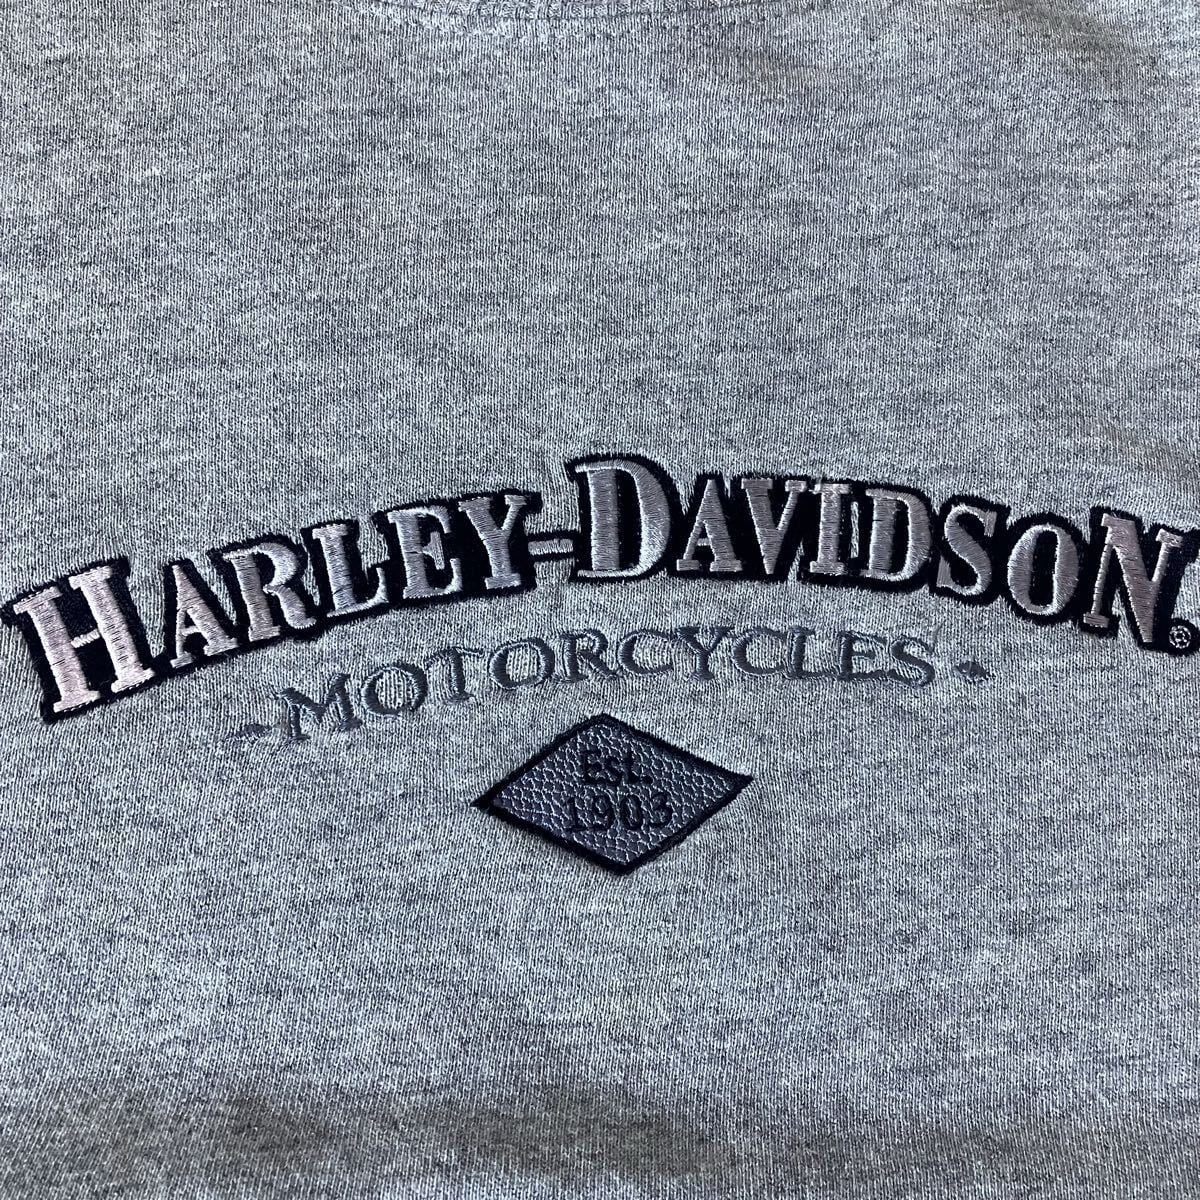 HARLEY-DAVIDSON®
·MOTORCYCLES·
Est.
1903